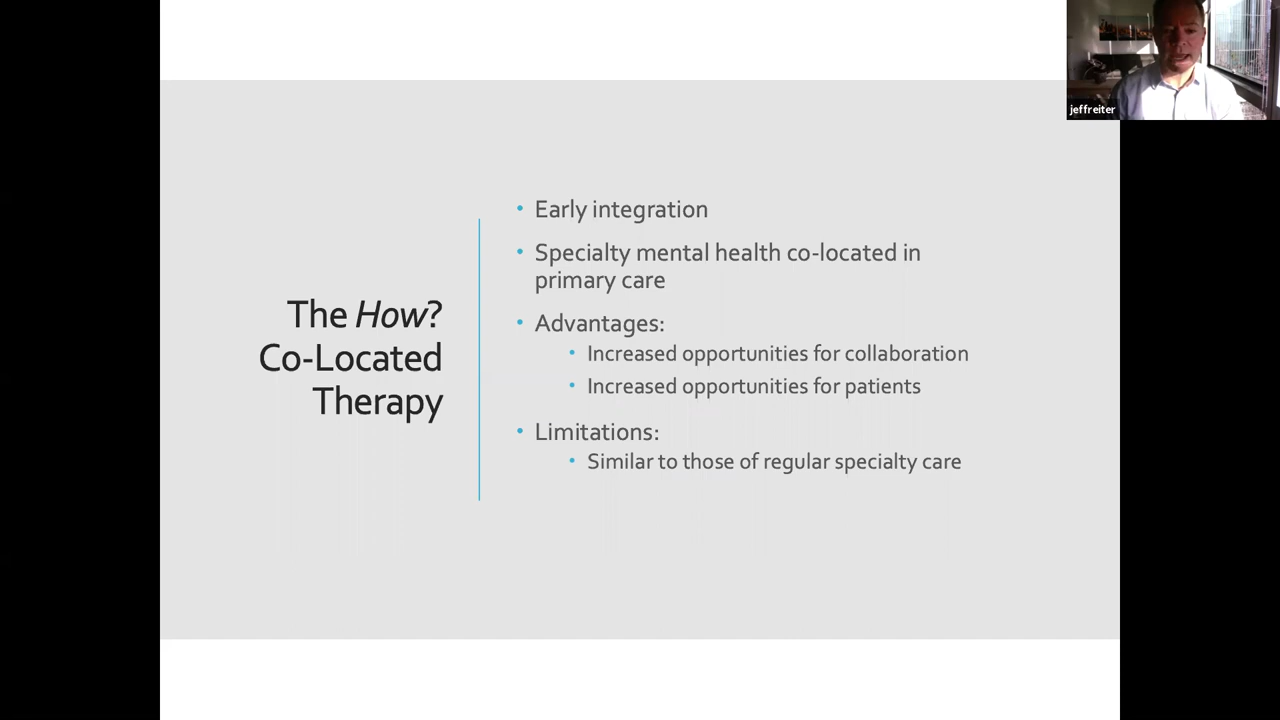 The How?
Co-Located
Therapy
• Early integration
• Specialty mental health co-located in
primary care
• Advantages:
• Increased opportunities for collaboration
• Increased opportunities for patients
• Limitations:
• Similar to those of regular specialty care
jeffreiter